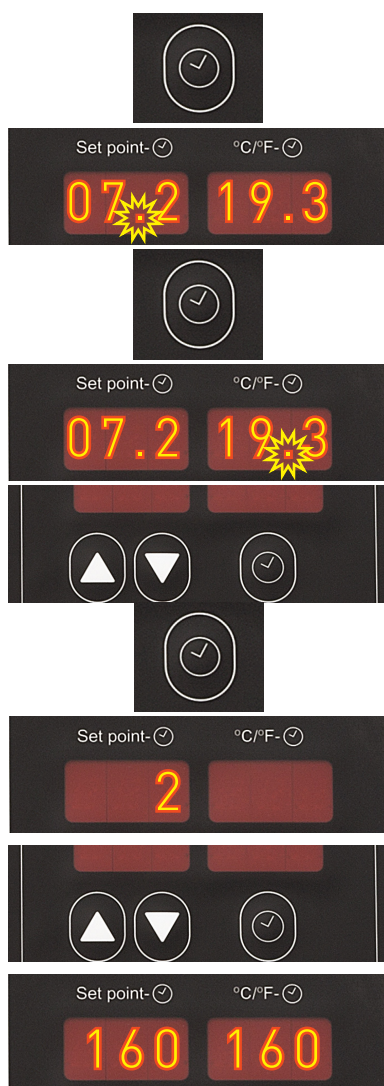 Set point- °C/°F-
07.2 19.3
Set point- °C/°F-
07.2 19.3
Set point- °C/°F-
2
Set point- °C/°F-
160 160